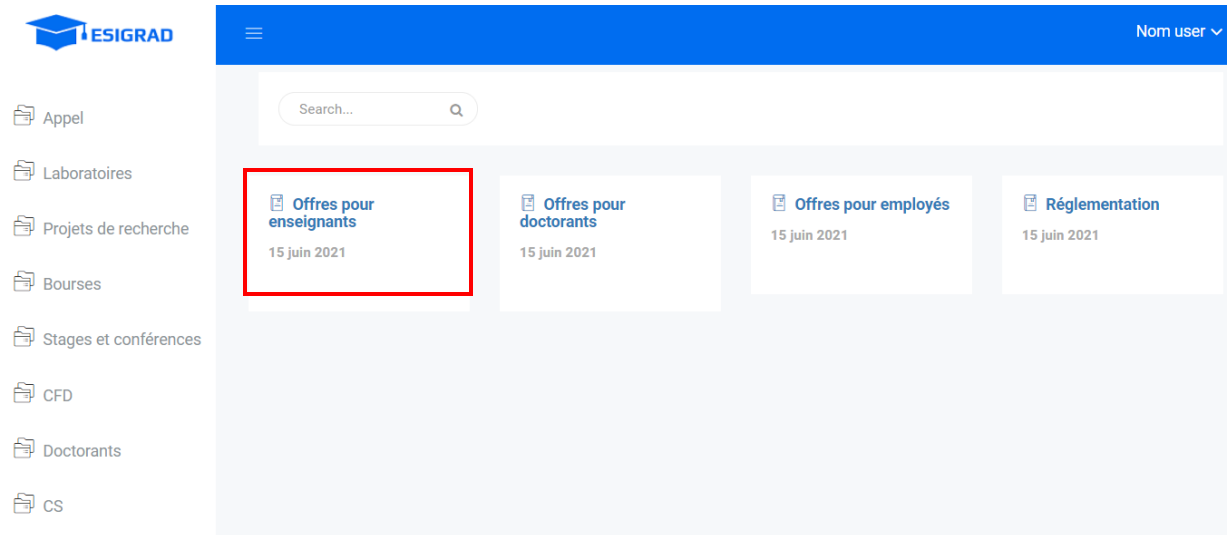 ESIGRAD
Nom user
Appel
Laboratoires
Projets de recherche
Bourses
Stages et conférences
CFD
Doctorants
CS
Search...
Offres pour
enseignants
15 juin 2021
Offres pour
doctorants
15 juin 2021
Offres pour employés
15 juin 2021
Réglementation
15 juin 2021